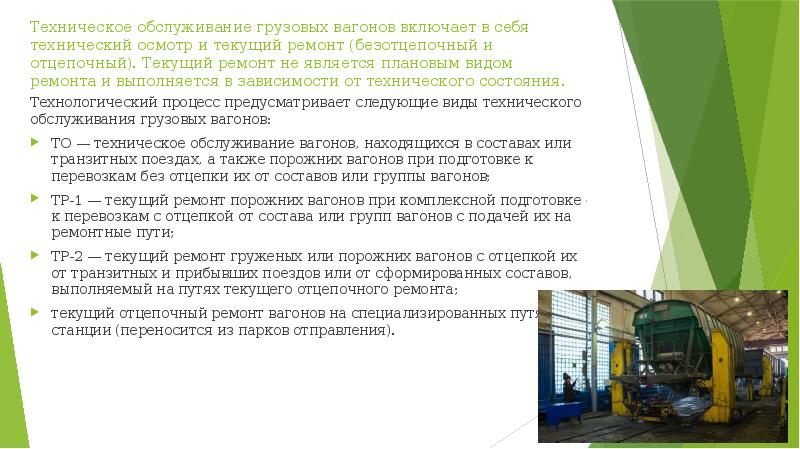 Техническое обслуживание грузовых вагонов включает в себя
технический осмотр и текущий ремонт (безотцепочный и
отцепочный). Текущий ремонт не является плановым видом
ремонта и выполняется в зависимости от технического состояния.
Технологический процесс предусматривает следующие виды технического
обслуживания грузовых вагонов:
ТО — техническое обслуживание вагонов, находящихся в составах или
транзитных поездах, а также порожних вагонов при подготовке к
перевозкам без отцепки их от составов или группы вагонов;
ТР-1 — текущий ремонт порожних вагонов при комплексной подготовке
к перевозкам с отцепкой от состава или групп вагонов с подачей их на
ремонтные пути;
ТР-2 — текущий ремонт груженых или порожних вагонов с отцепкой их
от транзитных и прибывших поездов или от сформированных составов,
выполняемый на путях текущего отцепочного ремонта;
текущий отцепочный ремонт вагонов на специализированных
станции (переносится из парков отправления).